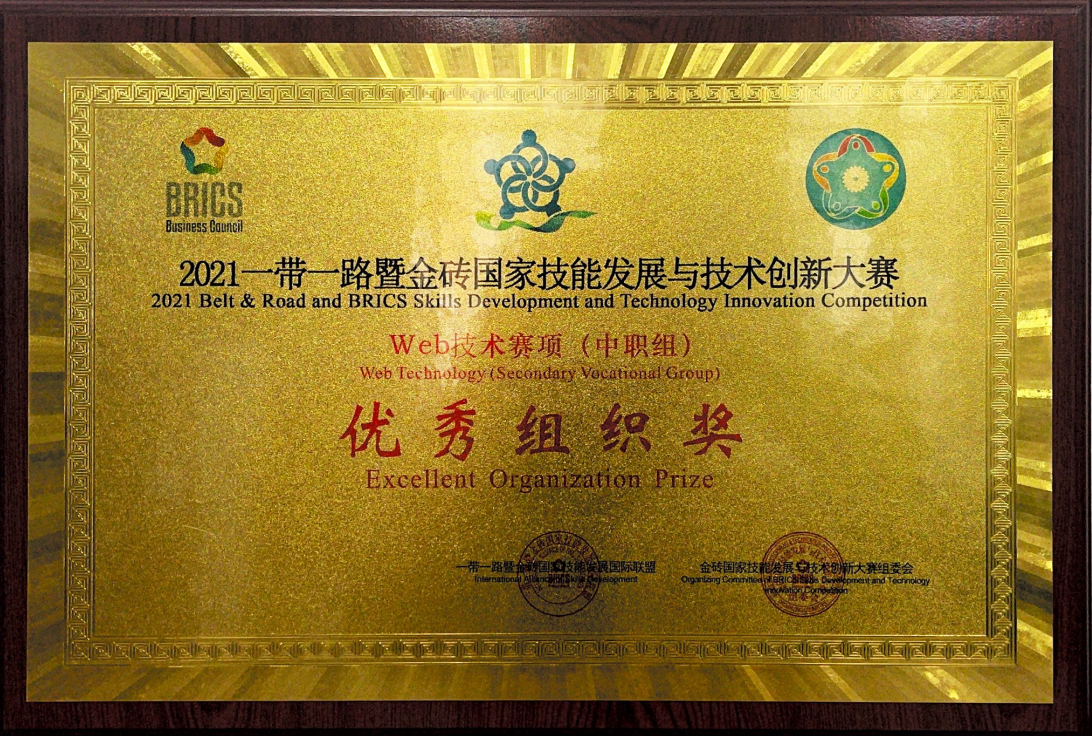 BRICS
Business Council
2021一带一路暨金砖国家技能发展与技术创新大赛
2021 Belt & Road and BRICS Skills Development and Technology Innovation Competition
Web技术赛项（中职组）
Web Technology (Secondary Vocational Group)
优秀组织奖
Excellent Organization Prize
一带一路暨金砖国家技能发展国际联盟
International Alliance of Skills Development
金砖国家技能发展与技术创新大赛组委会
Organizing Committee of BRICS Skills Development and Technology
Innovation Competition